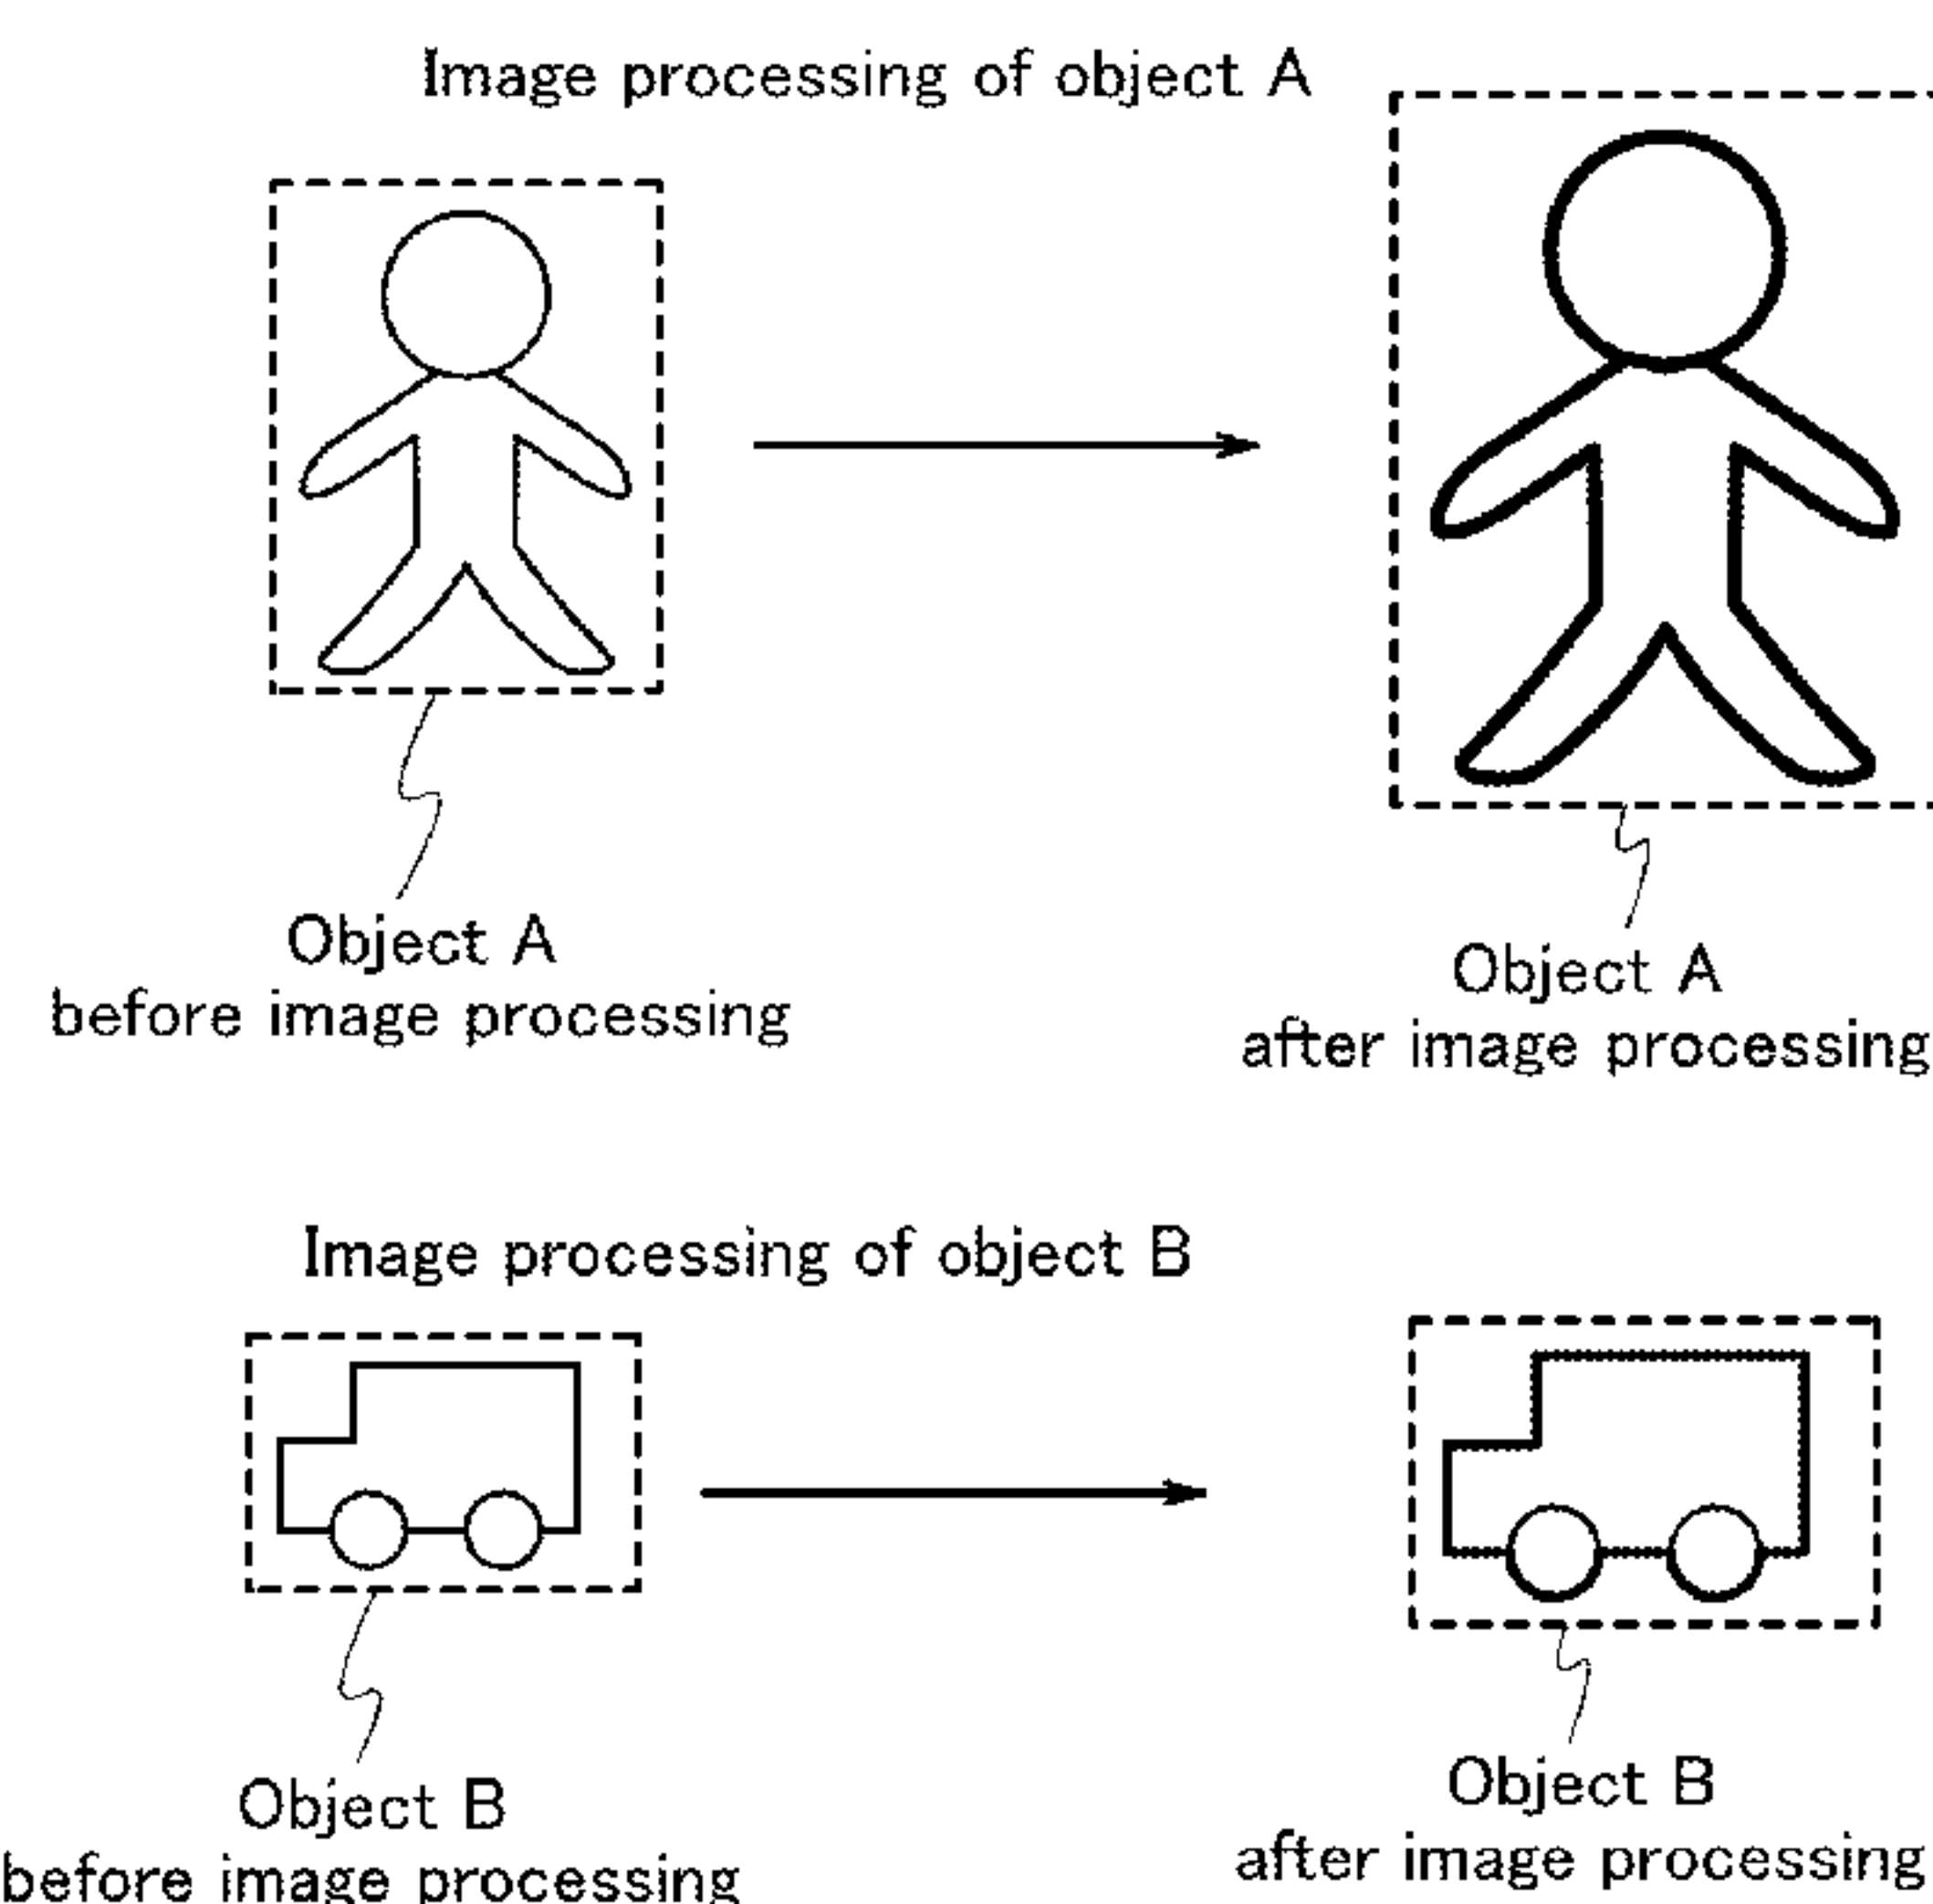 Image processing of object A
Object A
before image processing
Object A
after image processing
Image processing of object B
Object B
before image processing
Object B
after image processing